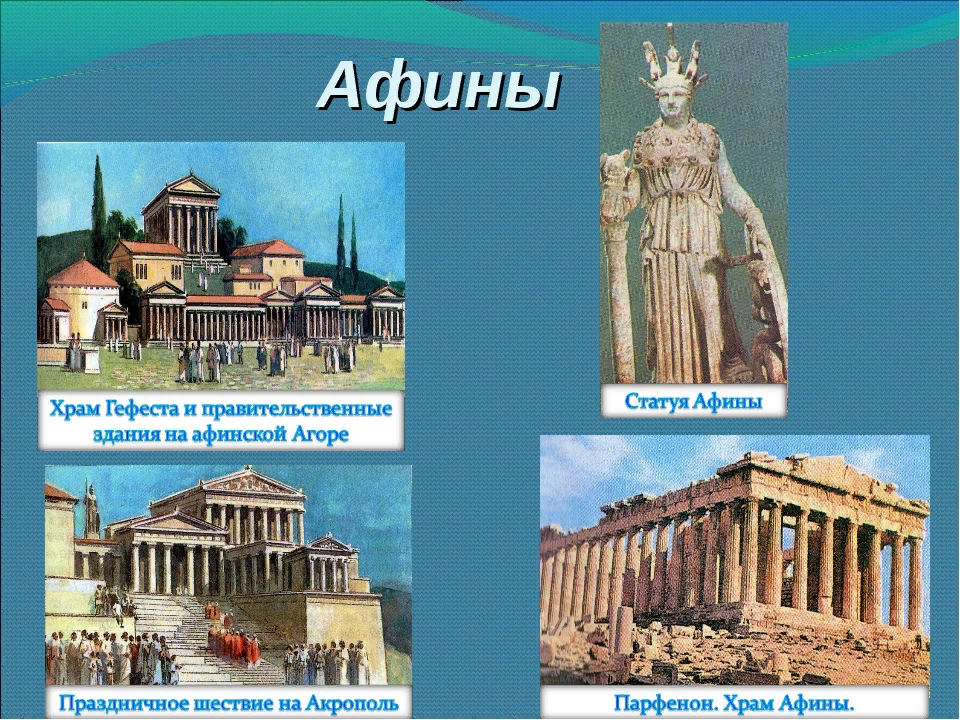 Афины
Храм Гефеста и правительственные
здания на афинской Агоре
Статуя Афины
Праздничное шествие на Акрополь
Парфенон. Храм Афины.